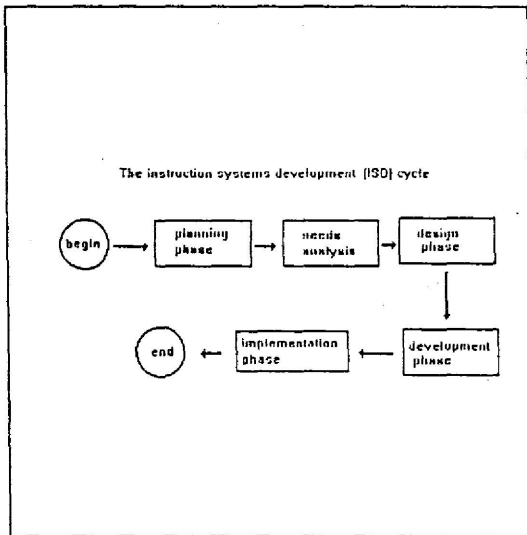 The instruction systems development (ISD) cycle
begin
planning
phase
needs
analysis
design
phase
development
phase
implementation
phase
end